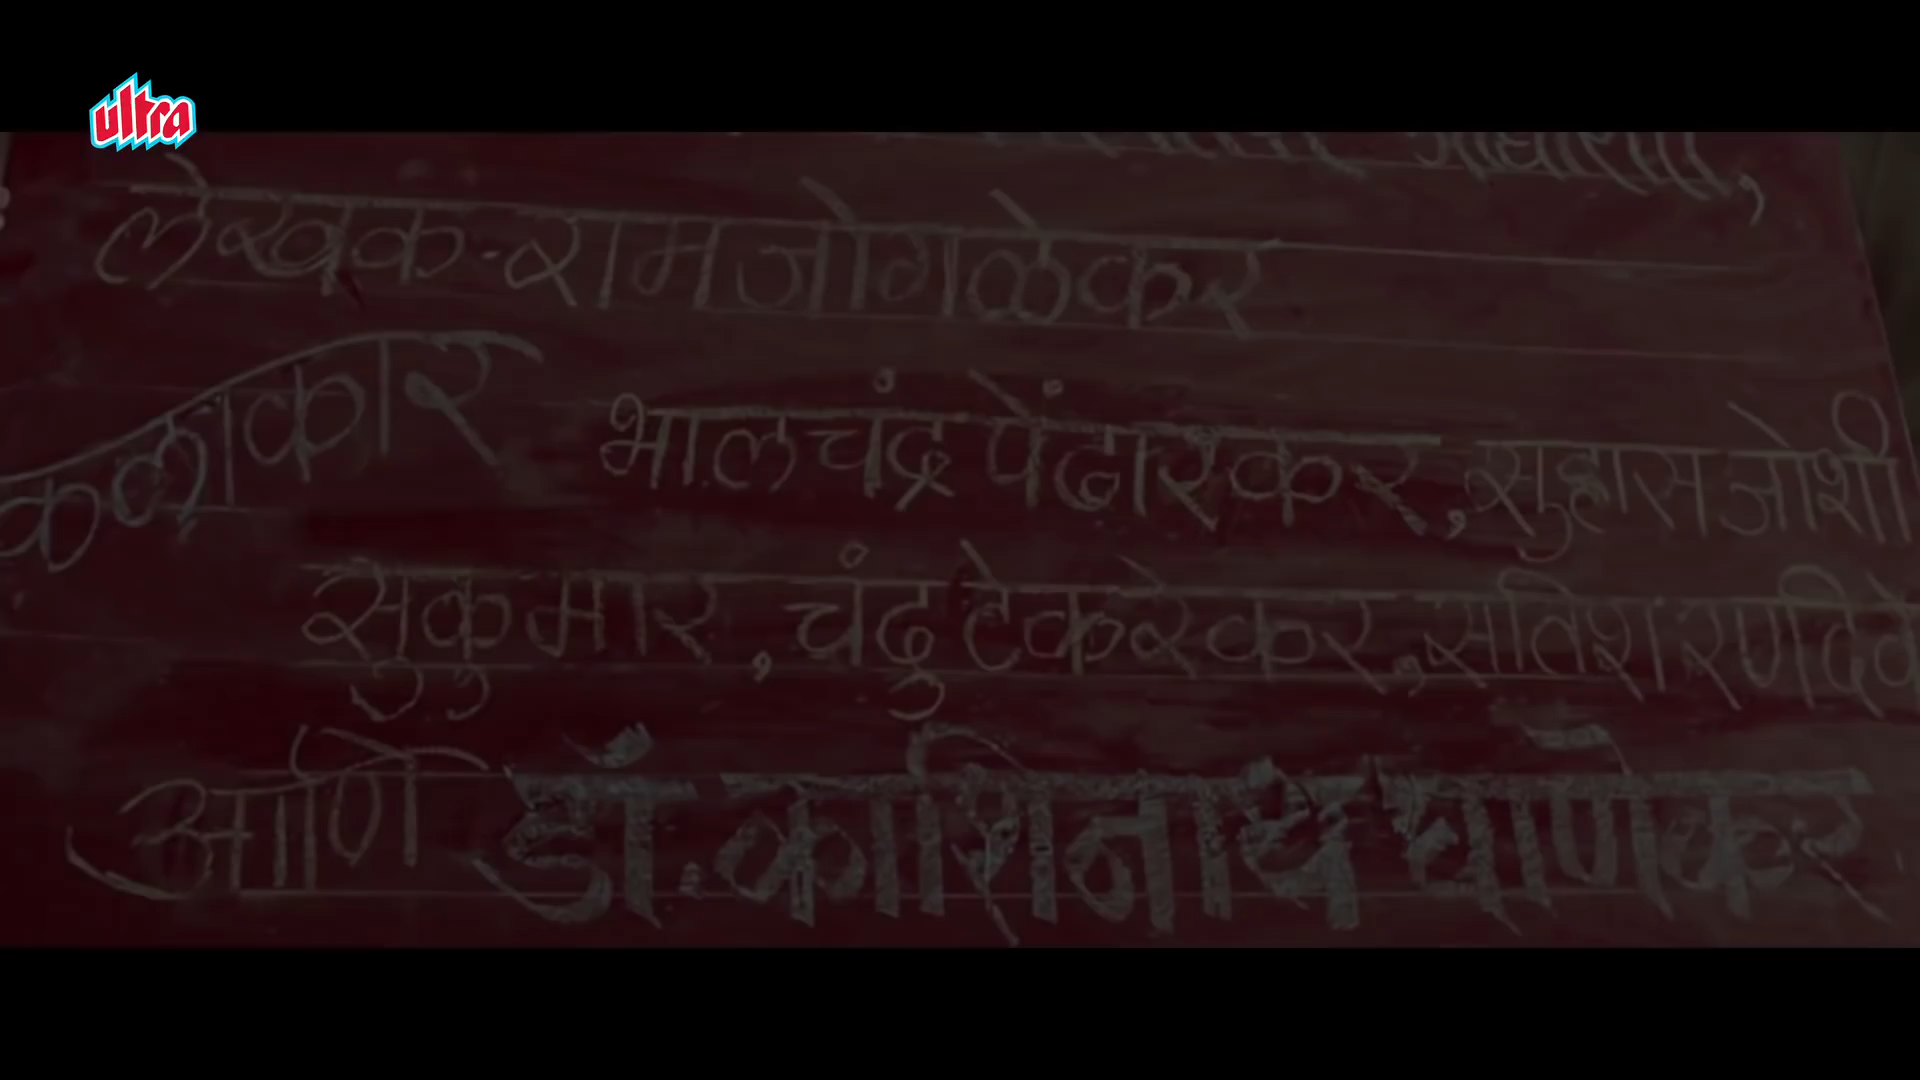 ultra
लेखक-राम जोगळेकर
कलाकार
भालचंद्र पेंढारकर, सुहास जोशी
सुकुमार, चंदु टेकरेकर, सतिश रणदिवे
आणि डॉ. काशिनाथ घाणेकर